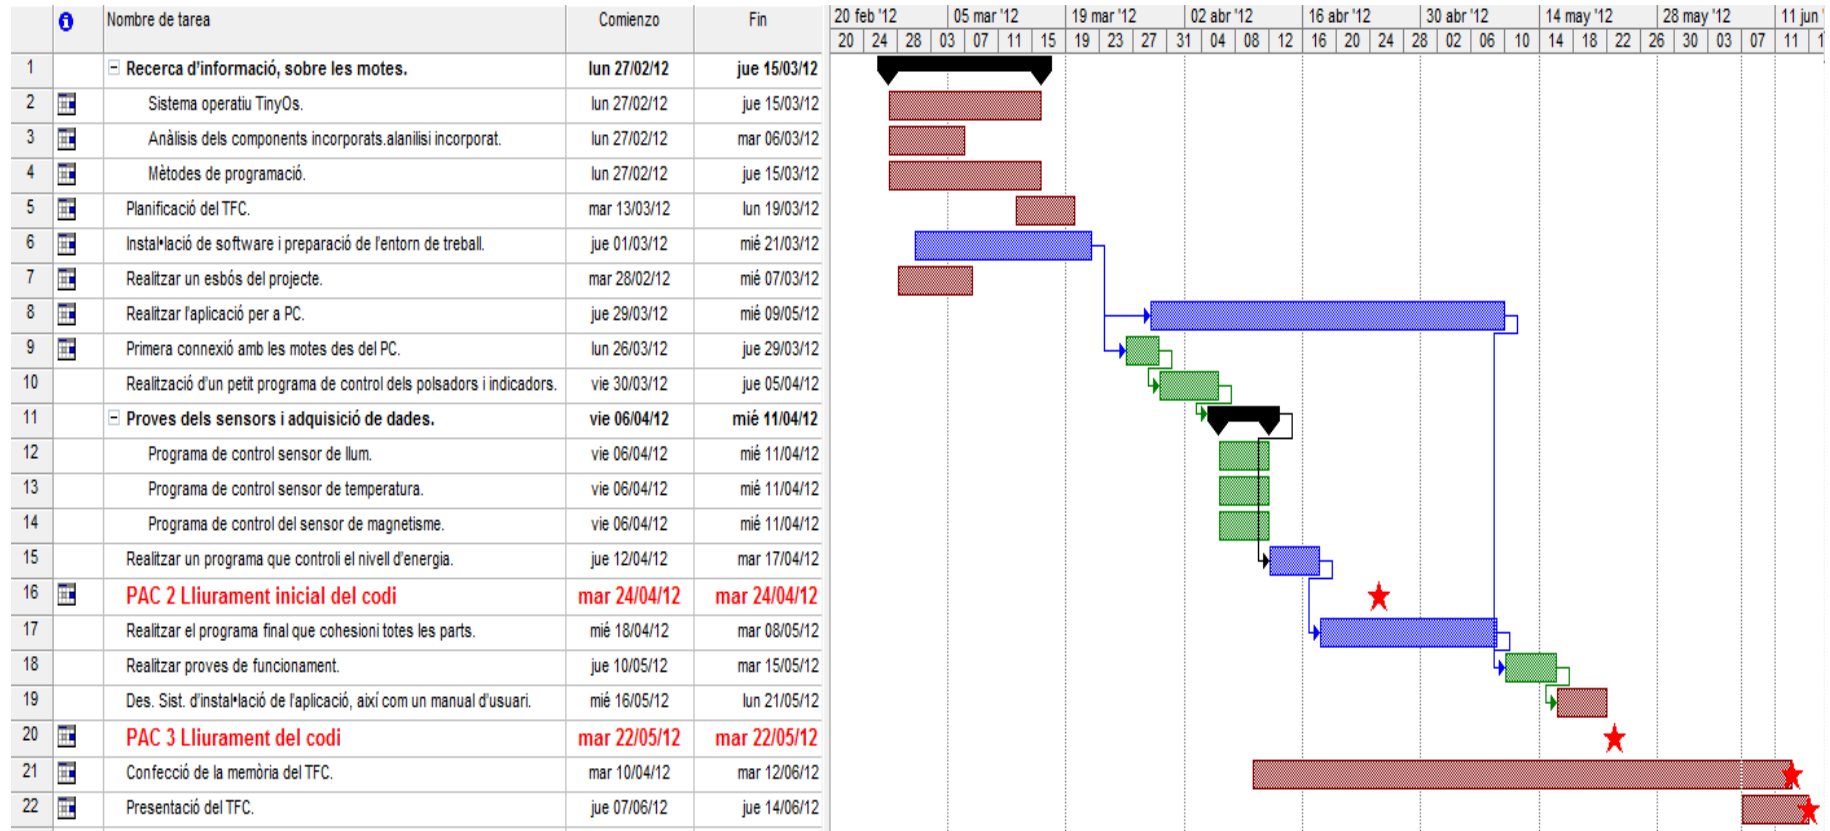 Nombre de tarea Comienzo Fin 20 feb '12 05 mar '12 19 mar '12 02 abr '12 16 abr '12 30 abr '12 14 may '12 28 may '12 11 jun
20 24 28 03 07 11 15 19 23 27 31 04 08 12 16 20 24 28 02 06 10 14 18 22 26 30 03 07 11
1 Recerca d'informació, sobre les motes. lun 27/02/12 jue 15/03/12
2 Sistema operatiu TinyOs. lun 27/02/12 jue 15/03/12
3 Anàlisis dels components incorporats.alanilisi incorporat. lun 27/02/12 mar 06/03/12
4 Mètodes de programació. lun 27/02/12 jue 15/03/12
5 Planificació del TFC. mar 13/03/12 lun 19/03/12
6 Instal•lació de software i preparació de l'entorn de treball. jue 01/03/12 mié 21/03/12
7 Realitzar un esbós del projecte. mar 28/02/12 mié 07/03/12
8 Realitzar l'aplicació per a PC. jue 29/03/12 mié 09/05/12
9 Primera connexió amb les motes des del PC. lun 26/03/12 jue 29/03/12
10 Realització d'un petit programa de control dels polsadors i indicadors. vie 30/03/12 jue 05/04/12
11 Proves dels sensors i adquisició de dades. vie 06/04/12 mié 11/04/12
12 Programa de control sensor de llum. vie 06/04/12 mié 11/04/12
13 Programa de control sensor de temperatura. vie 06/04/12 mié 11/04/12
14 Programa de control del sensor de magnetisme. vie 06/04/12 mié 11/04/12
15 Realitzar un programa que controli el nivell d'energia. jue 12/04/12 mar 17/04/12
16 PAC 2 Lliurament inicial del codi mar 24/04/12 mar 24/04/12
17 Realitzar el programa final que cohesioni totes les parts. mié 18/04/12 mar 08/05/12
18 Realitzar proves de funcionament. jue 10/05/12 mar 15/05/12
19 Des. Sist. d'instal•lació de l'aplicació, així com un manual d'usuari. mié 16/05/12 lun 21/05/12
20 PAC 3 Lliurament del codi mar 22/05/12 mar 22/05/12
21 Confecció de la memòria del TFC. mar 10/04/12 mar 12/06/12
22 Presentació del TFC. jue 07/06/12 jue 14/06/12